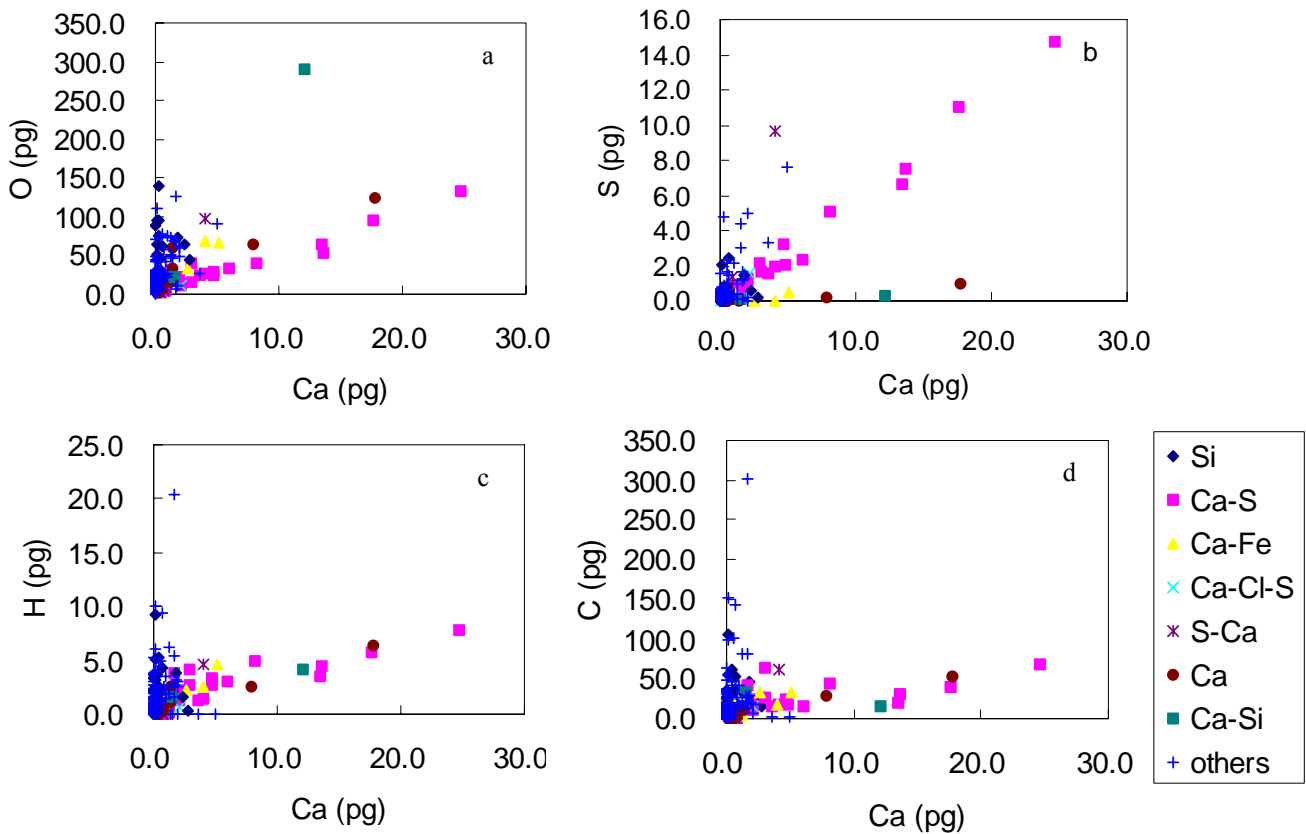 a
O (pg)
350.0
300.0
250.0
200.0
150.0
100.0
50.0
0.0
0.0 10.0 20.0 30.0
Ca (pg)
b
S (pg)
16.0
14.0
12.0
10.0
8.0
6.0
4.0
2.0
0.0
0.0 10.0 20.0 30.0
Ca (pg)
c
H (pg)
25.0
20.0
15.0
10.0
5.0
0.0
0.0 10.0 20.0 30.0
Ca (pg)
d
C (pg)
350.0
300.0
250.0
200.0
150.0
100.0
50.0
0.0
0.0 10.0 20.0 30.0
Ca (pg)
Si
Ca-S
Ca-Fe
Ca-Cl-S
S-Ca
Ca
Ca-Si
others